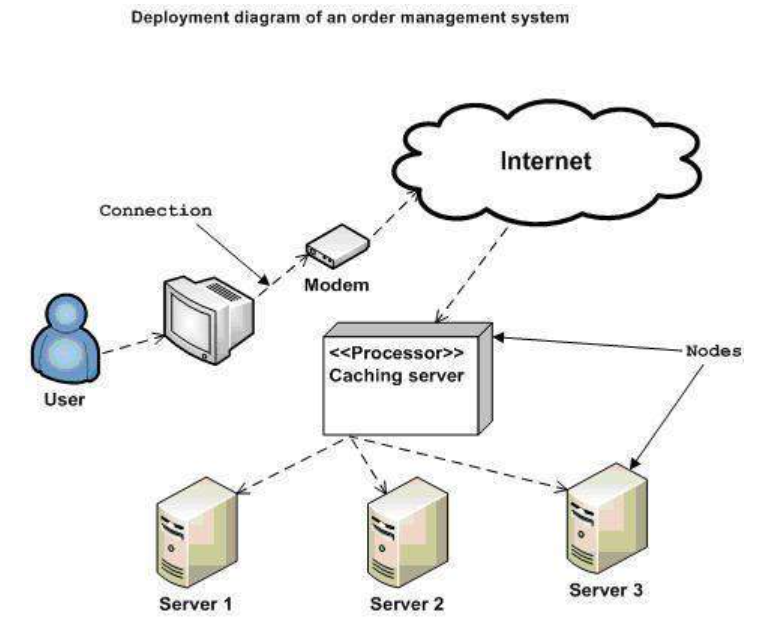 Deployment diagram of an order management system
Internet
Connection
Modem
<<Processor>>
Caching server
Nodes
User
Server 1
Server 2
Server 3